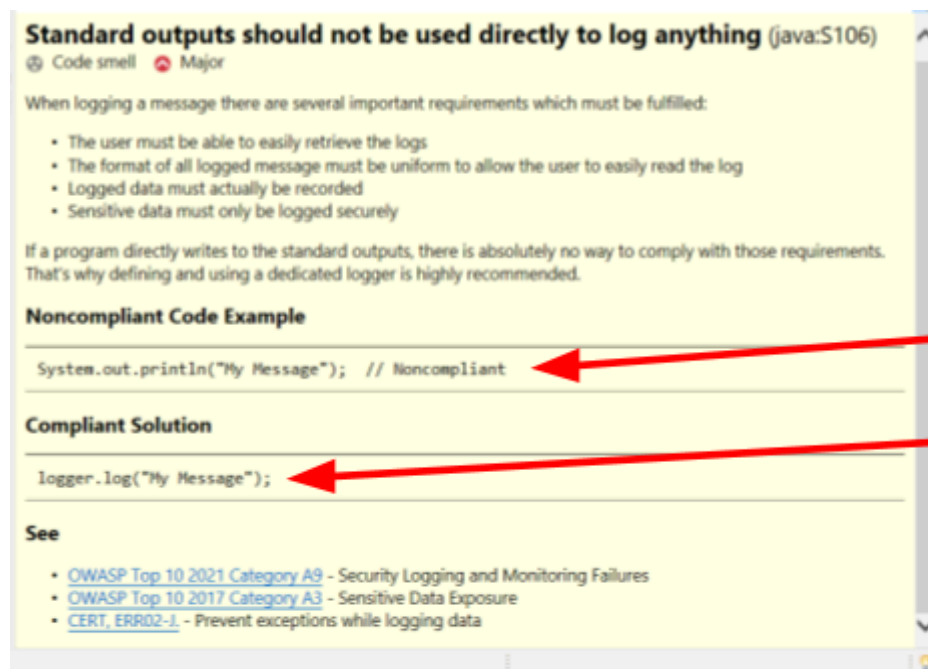 Standard outputs should not be used directly to log anything (java:S106)
Code smell Major
When logging a message there are several important requirements which must be fulfilled:
• The user must be able to easily retrieve the logs
• The format of all logged message must be uniform to allow the user to easily read the log
• Logged data must actually be recorded
• Sensitive data must only be logged securely
If a program directly writes to the standard outputs, there is absolutely no way to comply with those requirements.
That's why defining and using a dedicated logger is highly recommended.
Noncompliant Code Example
System.out.println("My Message"); // Noncompliant
Compliant Solution
logger.log("My Message");
See
• OWASP Top 10 2021 Category A9 - Security Logging and Monitoring Failures
• OWASP Top 10 2017 Category A3 - Sensitive Data Exposure
• CERT, ERR02-J. - Prevent exceptions while logging data